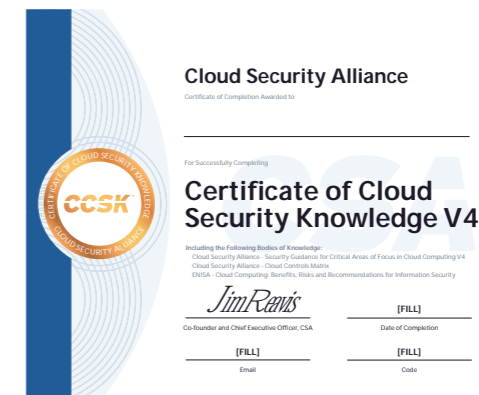 Cloud Security Alliance
Certificate of Completion Awarded to
For Successfully Completing
CSA
Certificate of Cloud
Security Knowledge V4
Including the Following Bodies of Knowledge:
Cloud Security Alliance - Security Guidance for Critical Areas of Focus in Cloud Computing V4
Cloud Security Alliance - Cloud Controls Matrix
ENISA - Cloud Computing: Benefits, Risks and Recommendations for Information Security
CERTIFICATE OF CLOUD SECURITY KNOWLEDGE
CCSK
CLOUD SECURITY ALLIANCE
Jim Reavis
Co-founder and Chief Executive Officer, CSA
[FILL]
Date of Completion
[FILL]
Email
[FILL]
Code